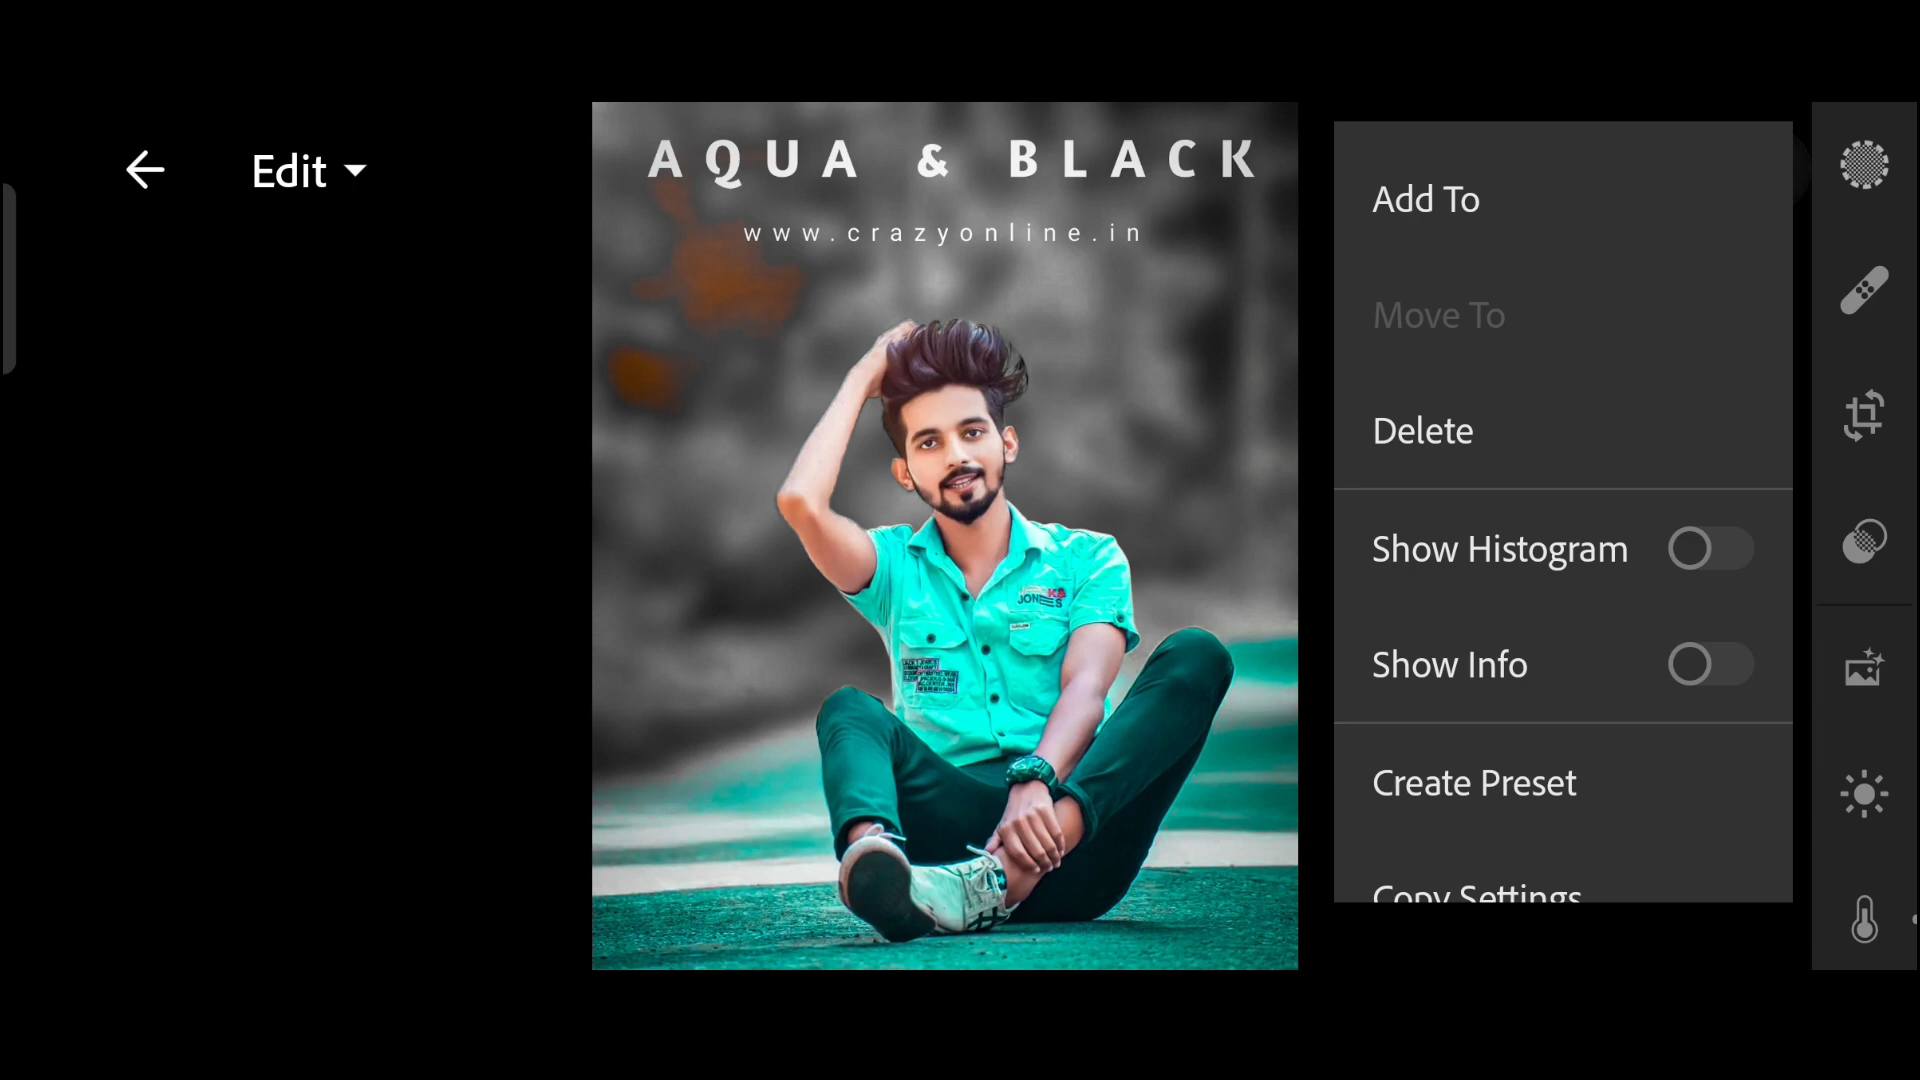 Edit
AQUA & BLACK
www.crazyonline.in
JONES
Add To
Move To
Delete
Show Histogram
Show Info
Create Preset
Copy Settings